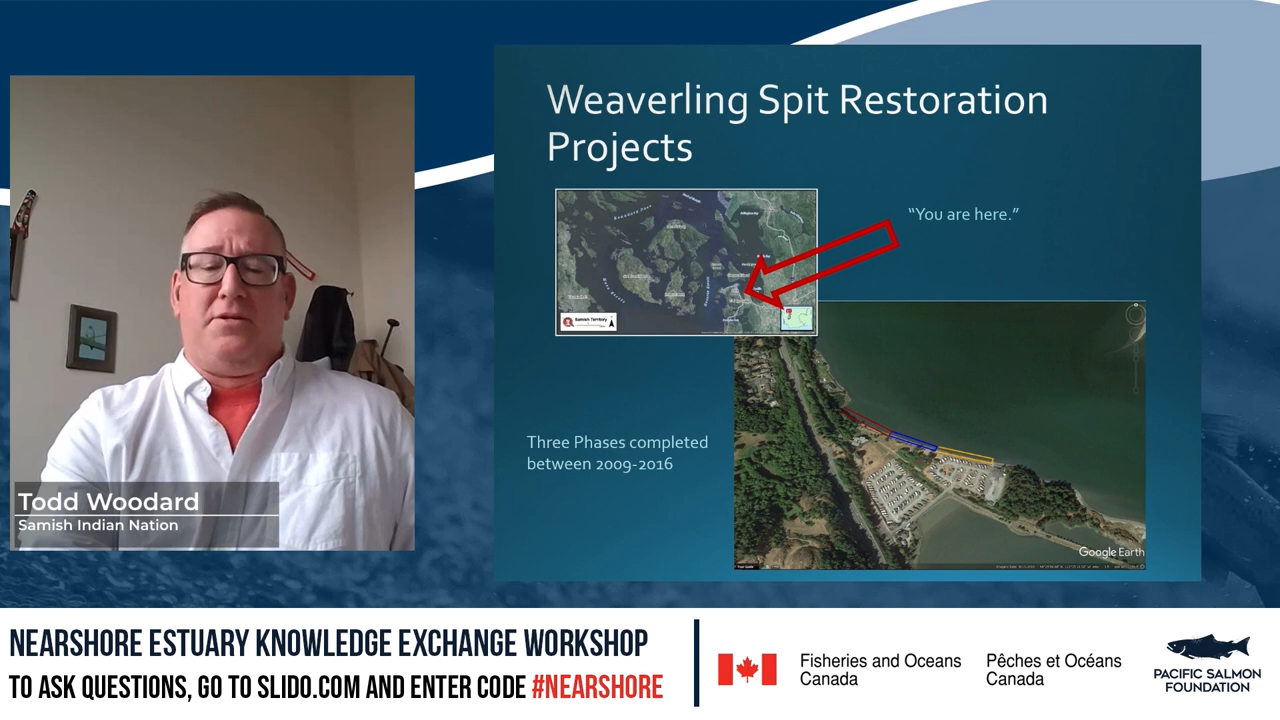 Weaverling Spit Restoration
Projects
"You are here."
Samish Territory
Three Phases completed
between 2009-2016
Google Earth
Todd Woodard
Samish Indian Nation
NEARSHORE ESTUARY KNOWLEDGE EXCHANGE WORKSHOP
TO ASK QUESTIONS, GO TO SLIDO.COM AND ENTER CODE #NEARSHORE
Fisheries and Oceans
Canada
Pêches et Océans
Canada
PACIFIC SALMON
FOUNDATION